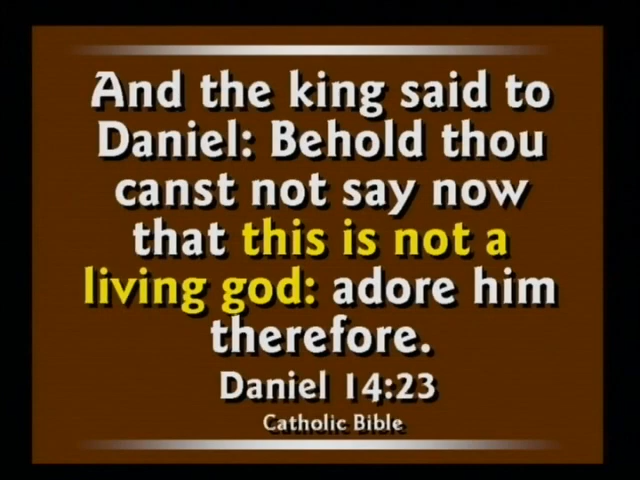 And the king said to
Daniel: Behold thou
canst not say now
that this is not a
living god: adore him
therefore.
Daniel 14:23
Catholic Bible